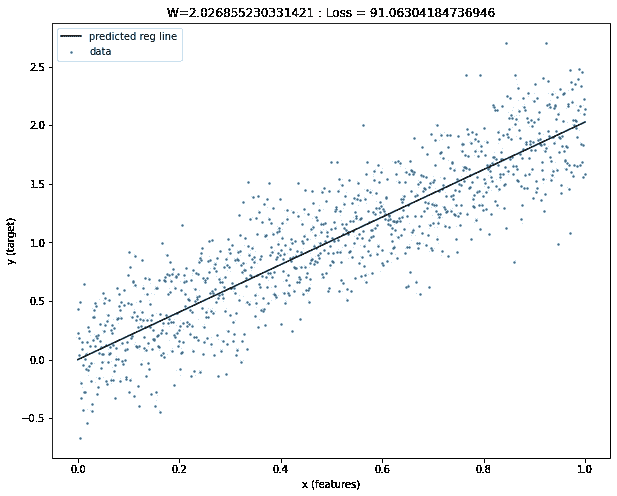 W=2.026855230331421 : Loss = 91.06304184736946
predicted reg line
data
y (target)
2.5
2.0
1.5
1.0
0.5
0.0
−0.5
0.0 0.2 0.4 0.6 0.8 1.0
x (features)